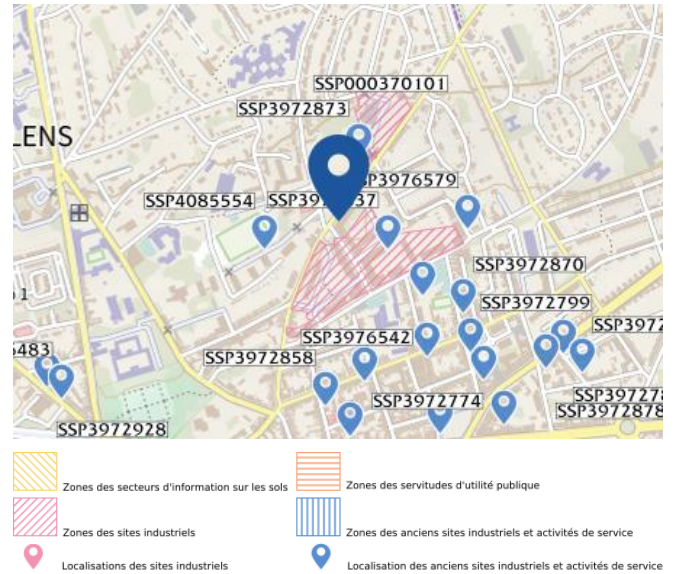 SSP000370101
SSP3972873
LENS
SSP3976579
SSP4085554
SSP3972870
SSP3972799
SSP3976542
SSP3972858
SSP3972774
SSP3972878
SSP3972928
Zones des secteurs d'information sur les sols
Zones des servitudes d'utilité publique
Zones des sites industriels
Zones des anciens sites industriels et activités de service
Localisations des sites industriels
Localisation des anciens sites industriels et activités de service